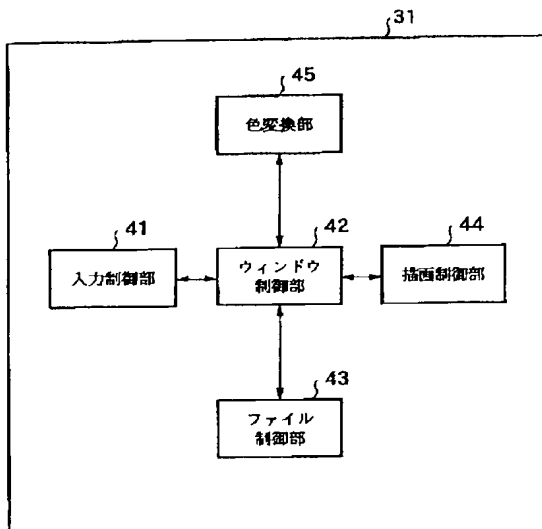 31
45
色変換部
41
入力制御部
42
ウィンドウ
制御部
44
描画制御部
43
ファイル
制御部